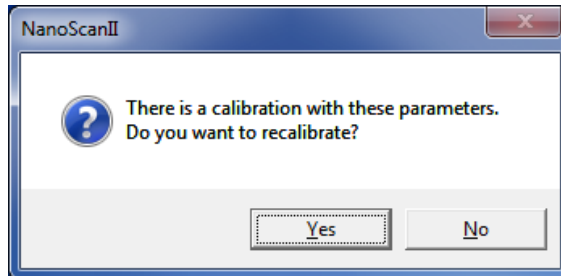 NanoScanII
There is a calibration with these parameters.
Do you want to recalibrate?
Yes
No